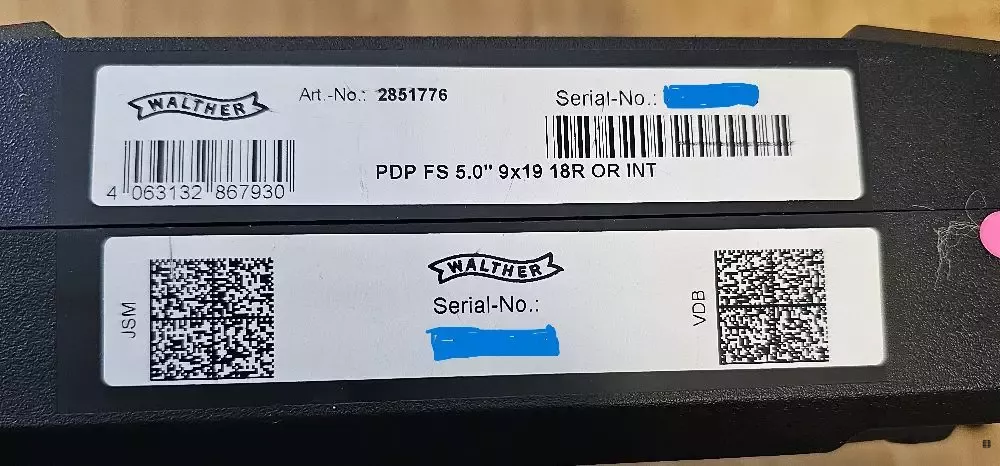 WALTHER
Art.-No.: 2851776
Serial-No.:
4 063132 867930
PDP FS 5.0" 9x19 18R OR INT
WALTHER
JSM
Serial-No.:
VDB